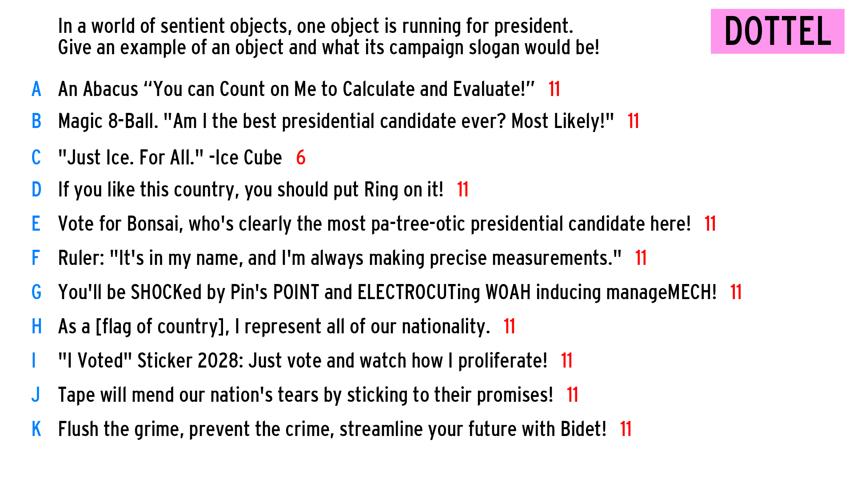 In a world of sentient objects, one object is running for president.
Give an example of an object and what its campaign slogan would be!
DOTTEL
A An Abacus “You can Count on Me to Calculate and Evaluate!” 11
B Magic 8-Ball. "Am I the best presidential candidate ever? Most Likely!" 11
C "Just Ice. For All." -Ice Cube 6
D If you like this country, you should put Ring on it! 11
E Vote for Bonsai, who's clearly the most pa-tree-otic presidential candidate here! 11
F Ruler: "It's in my name, and I'm always making precise measurements." 11
G You'll be SHOCKed by Pin's POINT and ELECTROCUTing WOAH inducing manageMECH! 11
H As a [flag of country], I represent all of our nationality. 11
I "I Voted" Sticker 2028: Just vote and watch how I proliferate! 11
J Tape will mend our nation's tears by sticking to their promises! 11
K Flush the grime, prevent the crime, streamline your future with Bidet! 11